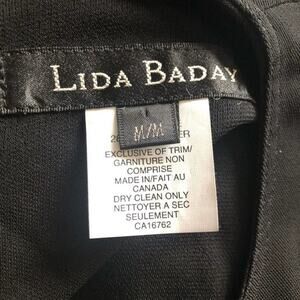 LIDA BADAY
M/M
EXCLUSIVE OF TRIM/
GARNITURE NON
COMPRISE
MADE IN/FAIT AU
CANADA
DRY CLEAN ONLY
NETTOYER A SEC
SEULEMENT
CA16762